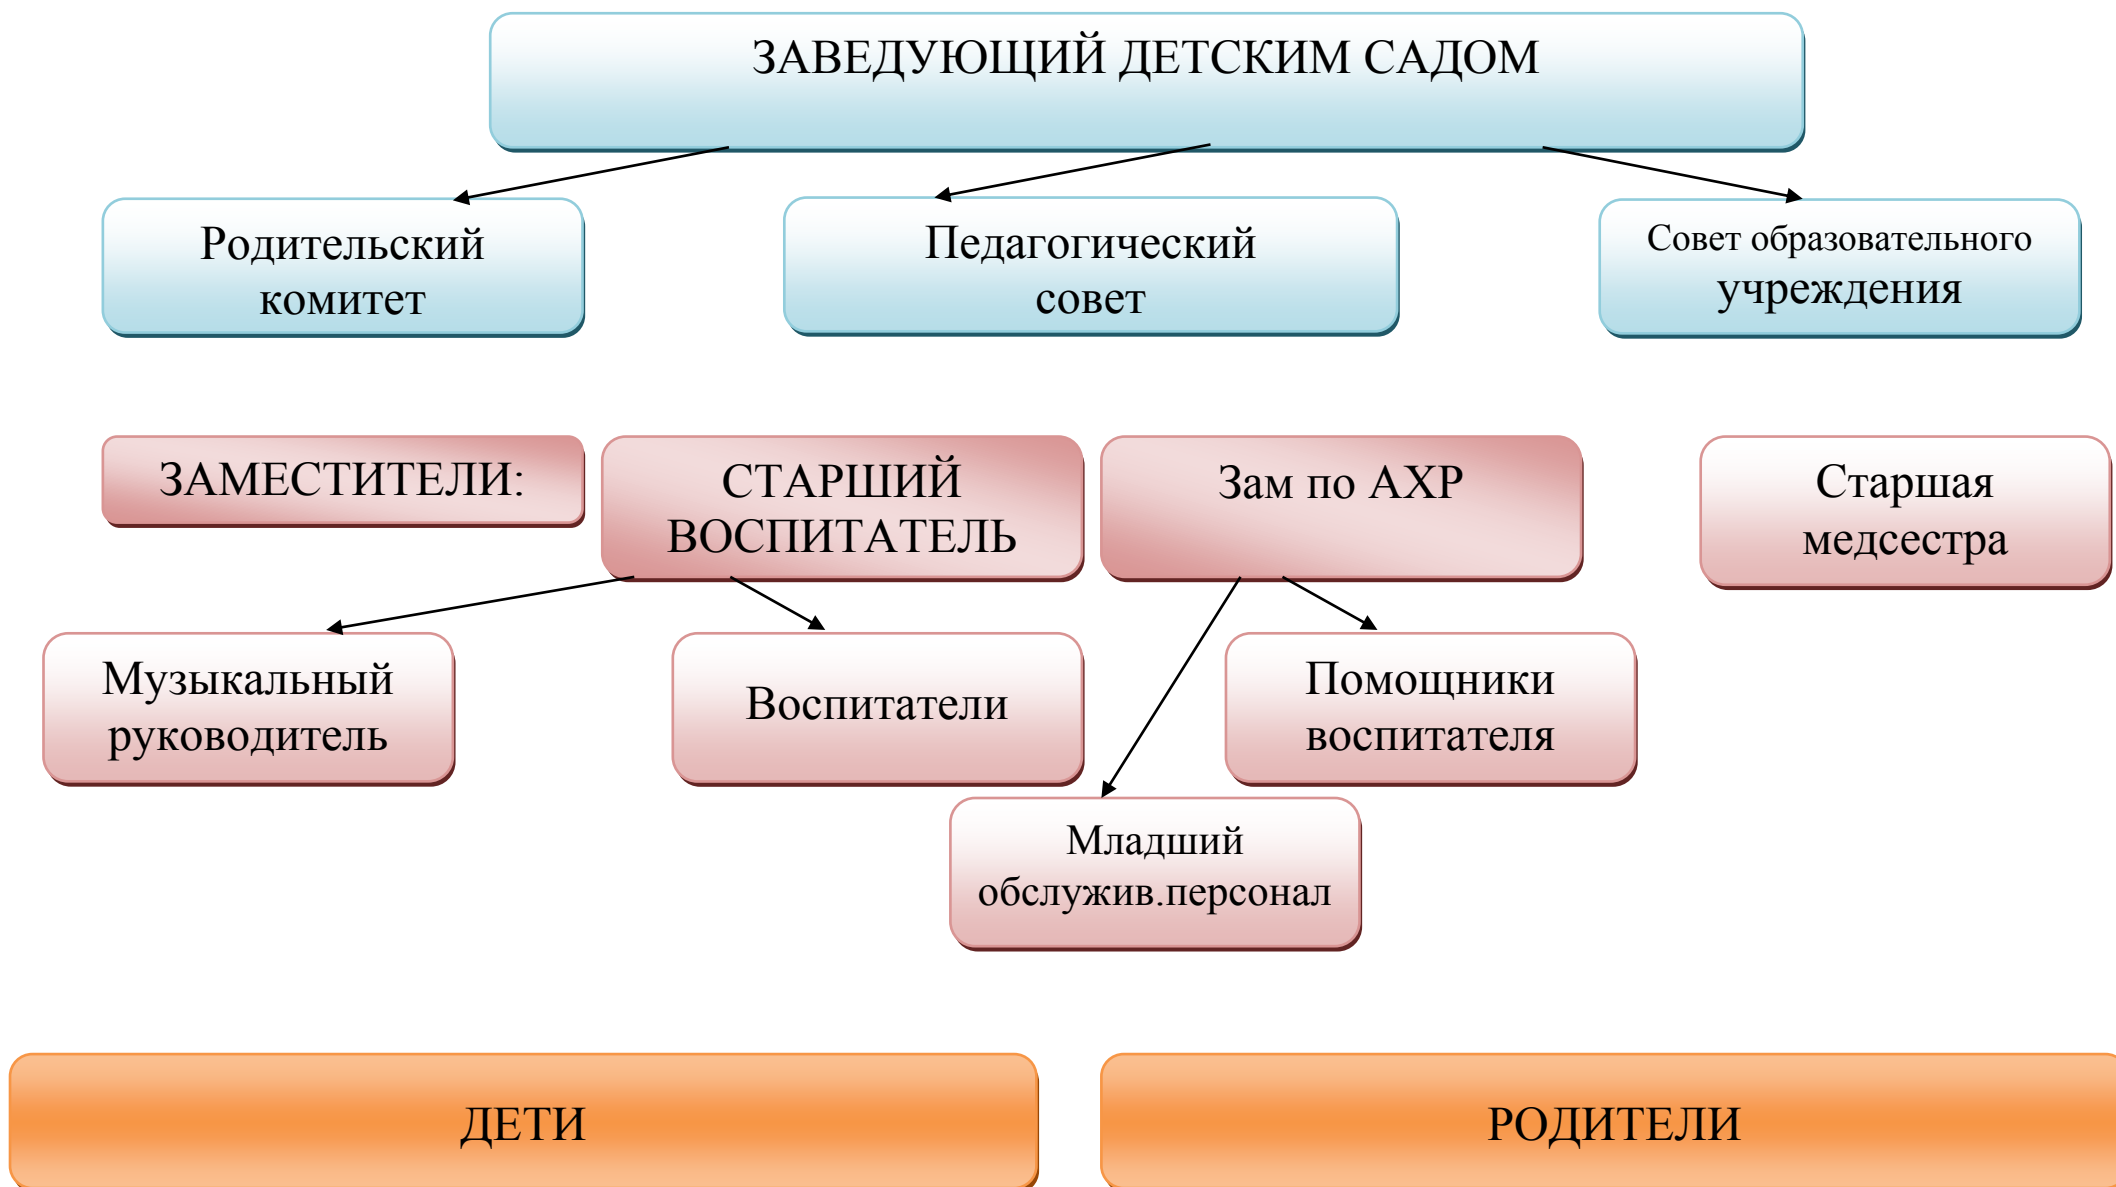 ЗАВЕДУЮЩИЙ ДЕТСКИМ САДОМ
Родительский
комитет
Педагогический
совет
Совет образовательного
учреждения
ЗАМЕСТИТЕЛИ:
СТАРШИЙ
ВОСПИТАТЕЛЬ
Зам по АХР
Старшая
медсестра
Музыкальный
руководитель
Воспитатели
Помощники
воспитателя
Младший
обслужив.персонал
ДЕТИ
РОДИТЕЛИ